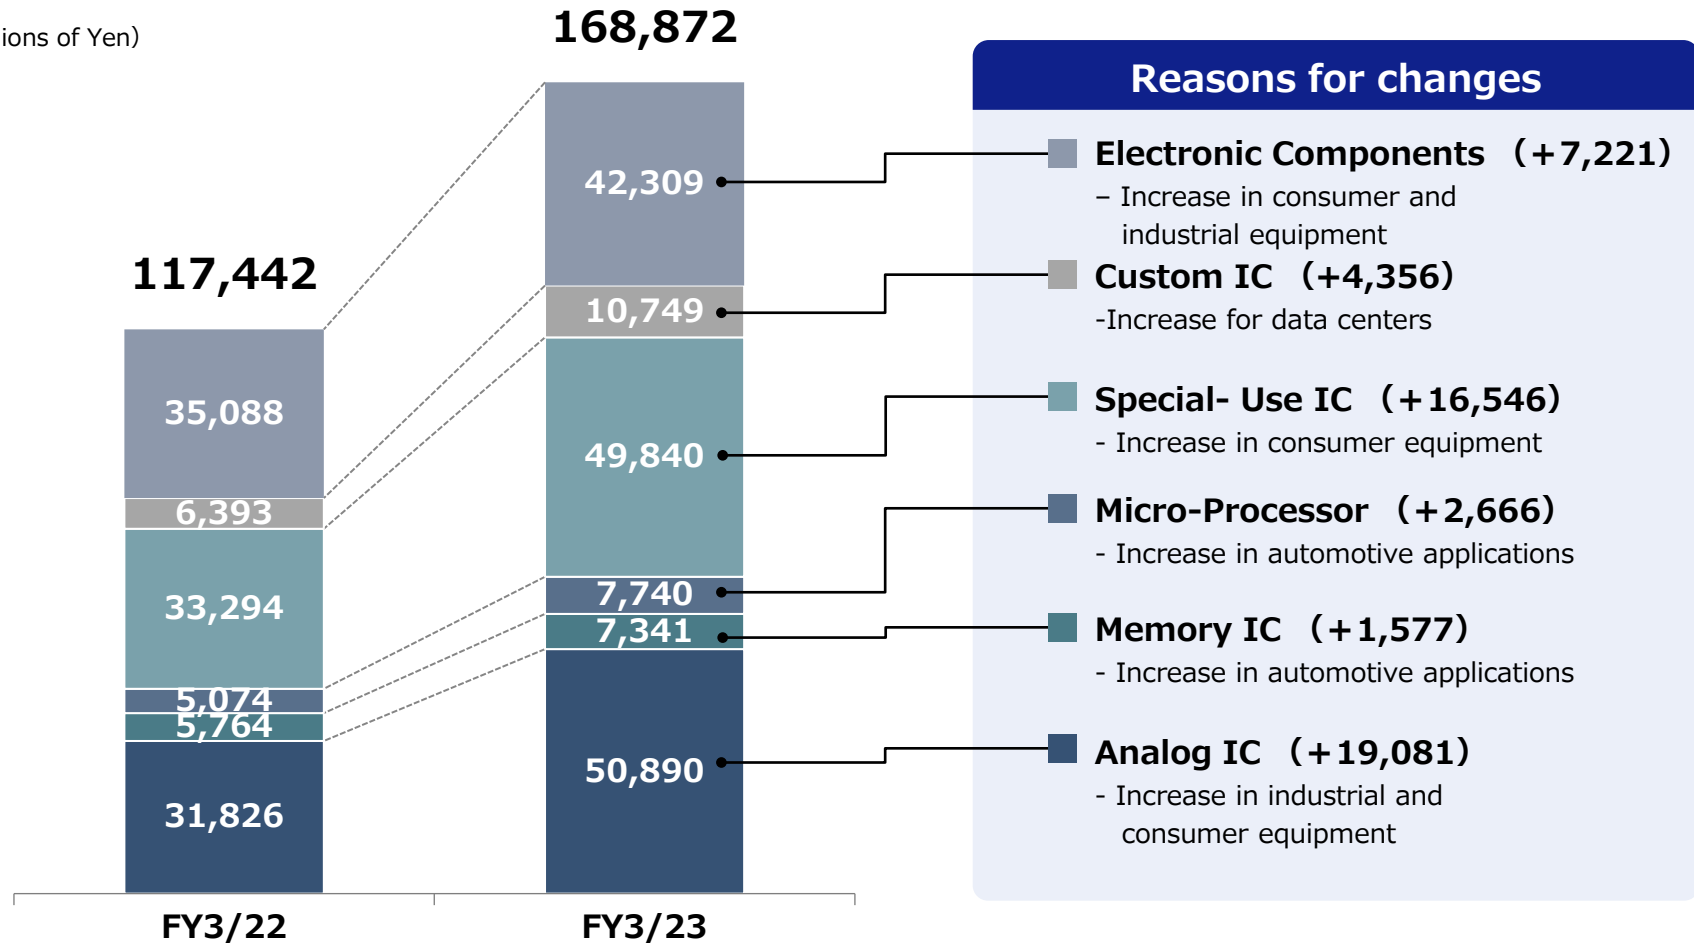 ions of Yen）
117,442
35,088
6,393
33,294
5,074
5,764
31,826
FY3/22
168,872
42,309
10,749
49,840
7,740
7,341
50,890
FY3/23
Reasons for changes
Electronic Components （+7,221）
– Increase in consumer and
industrial equipment
Custom IC （+4,356）
-Increase for data centers
Special- Use IC （+16,546）
- Increase in consumer equipment
Micro-Processor （+2,666）
- Increase in automotive applications
Memory IC （+1,577）
- Increase in automotive applications
Analog IC （+19,081）
- Increase in industrial and
consumer equipment